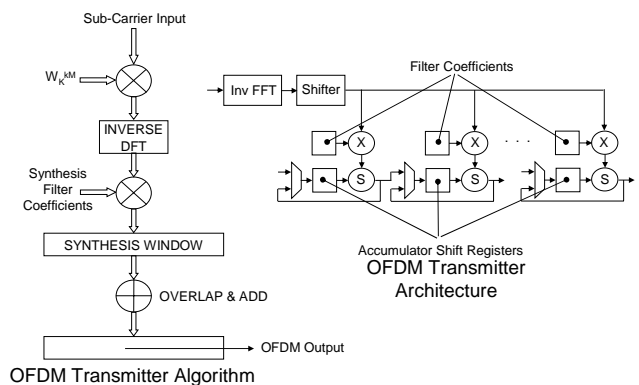 Sub-Carrier Input
W_K^kM
INVERSE
DFT
Synthesis
Filter
Coefficients
SYNTHESIS WINDOW
OVERLAP & ADD
OFDM Output
OFDM Transmitter Algorithm
Filter Coefficients
Inv FFT
Shifter
X
X
. . .
X
S
S
S
Accumulator Shift Registers
OFDM Transmitter
Architecture